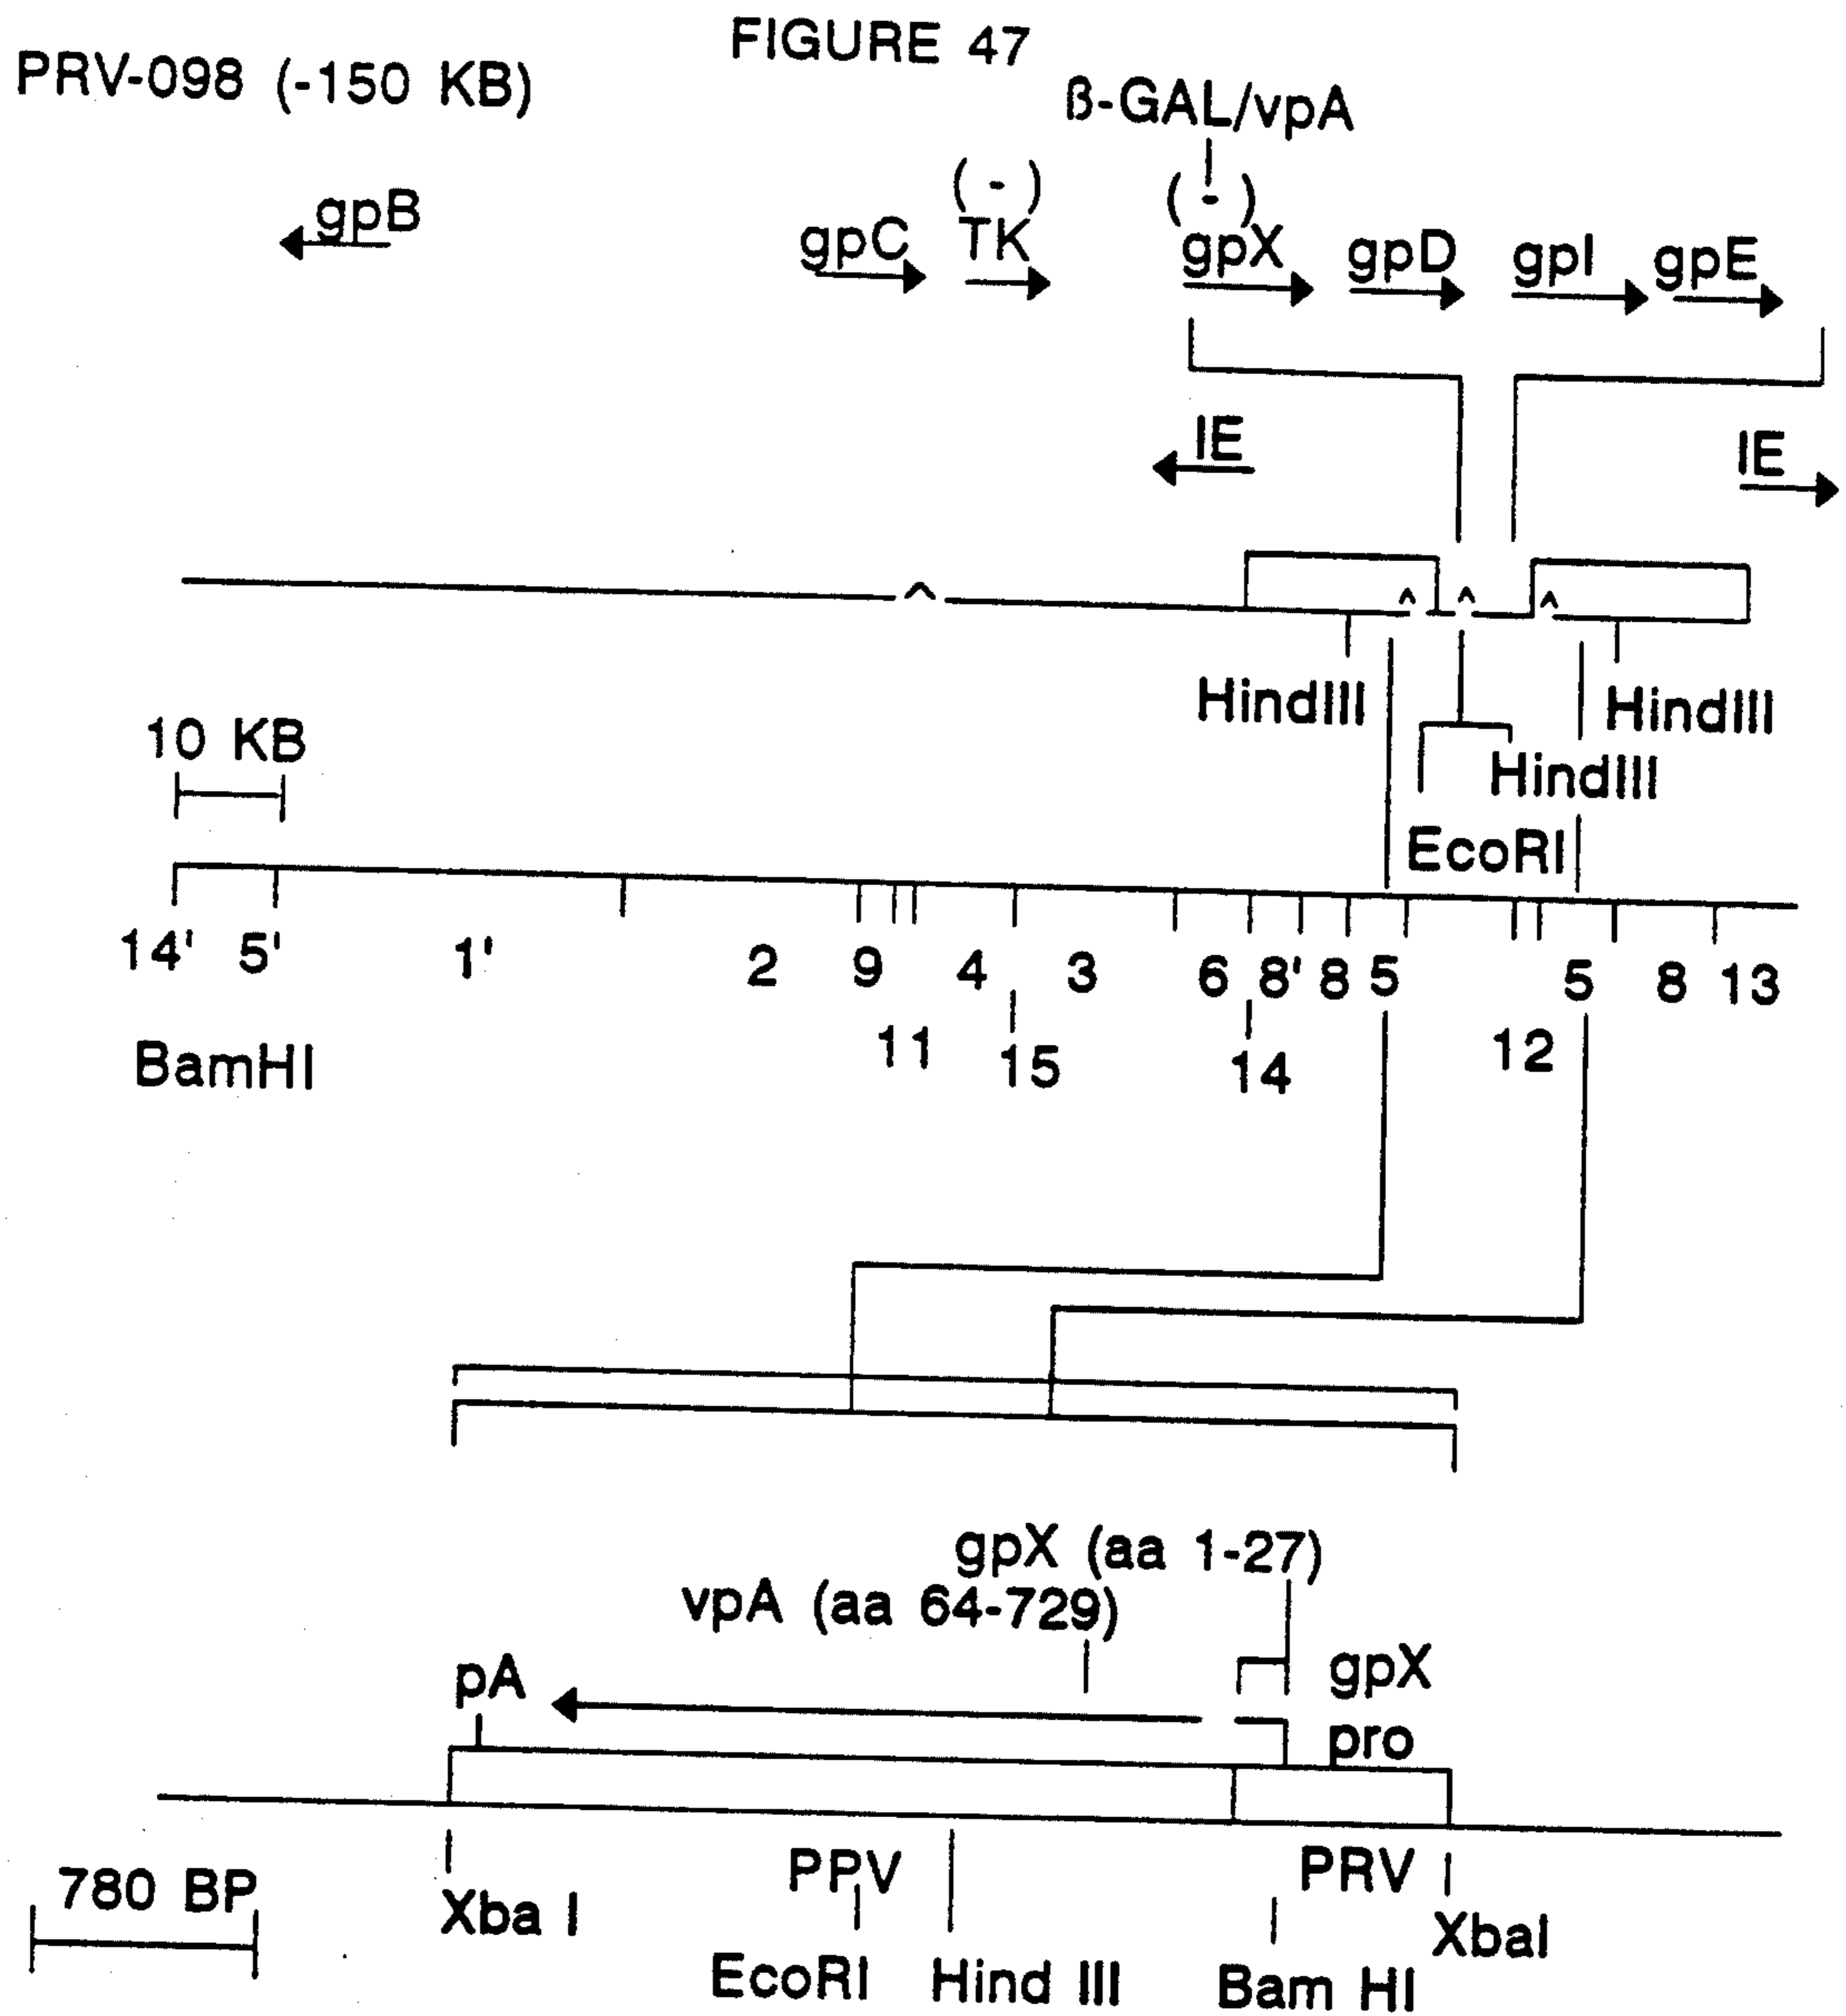 FIGURE 47
PRV-098 (-150 KB)
ß-GAL/vpA
(-)
(-)
gpB
gpC
TK
gpX
gpD
gpI
gpE
IE
IE
^
^
^
^
HindIII
HindIII
10 KB
HindIII
EcoRI
14' 5' 1' 2 9 4 3 6 8' 8 5 5 8 13
11 15 14 12
BamHI
gpX (aa 1-27)
vpA (aa 64-729)
pA
gpX
pro
PPV
PRV
780 BP
Xba I
XbaI
EcoRI
Hind III
Bam HI